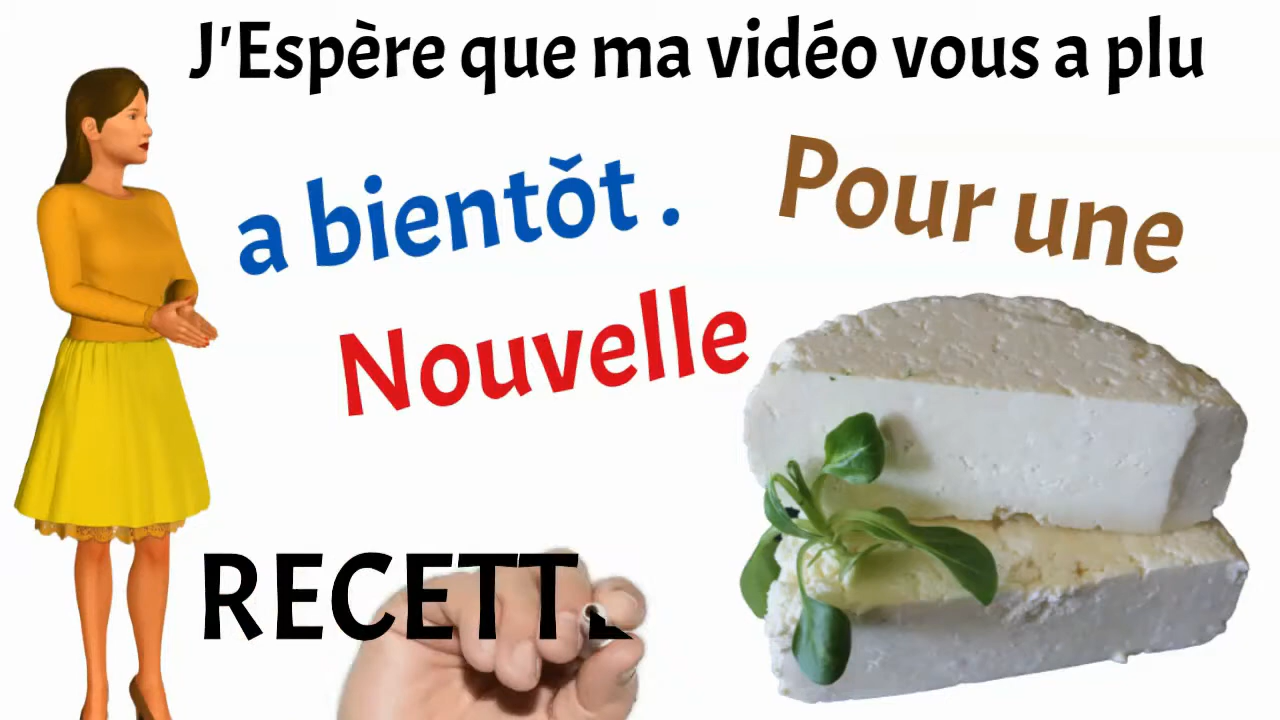 J'Espère que ma vidéo vous a plu
a bientǒt .
Pour une
Nouvelle
RECETT